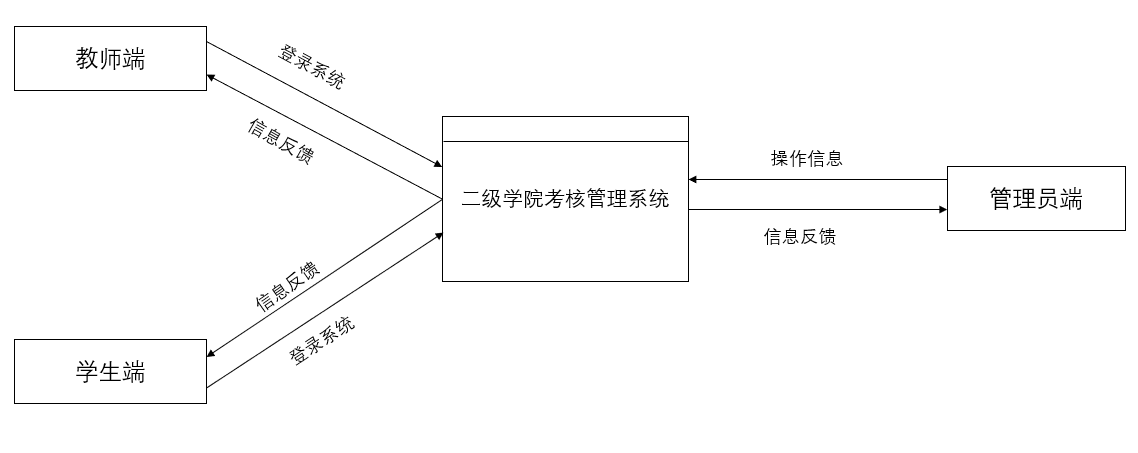 教师端
登录系统
信息反馈
二级学院考核管理系统
操作信息
信息反馈
管理员端
信息反馈
登录系统
学生端